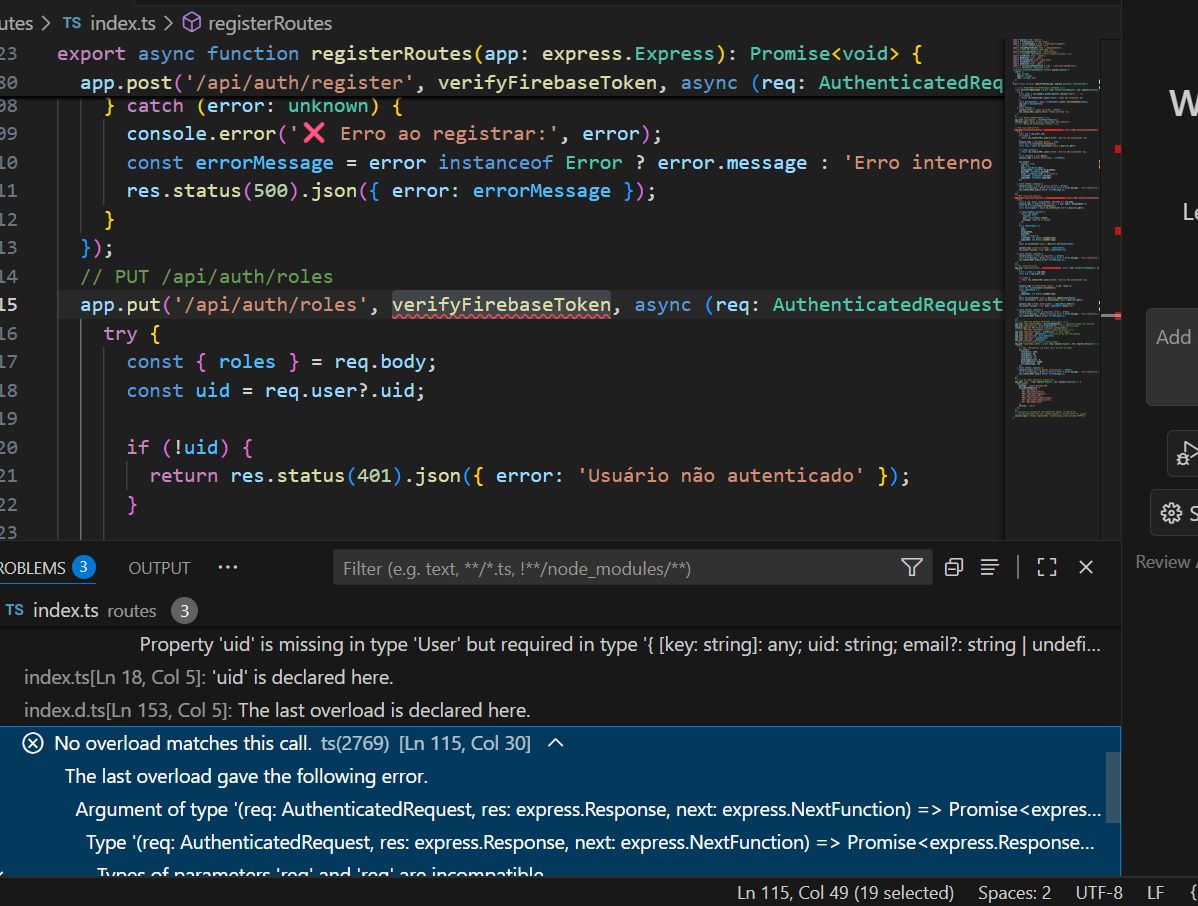 utes > TS index.ts > registerRoutes
23 export async function registerRoutes(app: express.Express): Promise<void> {
30 app.post('/api/auth/register', verifyFirebaseToken, async (req: AuthenticatedReq
08 } catch (error: unknown) {
09 console.error('❌ Erro ao registrar:', error);
10 const errorMessage = error instanceof Error ? error.message : 'Erro interno
11 res.status(500).json({ error: errorMessage });
12 }
13 });
14 // PUT /api/auth/roles
15 app.put('/api/auth/roles', verifyFirebaseToken, async (req: AuthenticatedRequest
16 try {
17 const { roles } = req.body;
18 const uid = req.user?.uid;
19
20 if (!uid) {
21 return res.status(401).json({ error: 'Usuário não autenticado' });
22 }
23
W
Le
Add
S
Review A
ROBLEMS 3 OUTPUT ···
Filter (e.g. text, **/*.ts, !**/node_modules/**)
TS index.ts routes 3
Property 'uid' is missing in type 'User' but required in type '{ [key: string]: any; uid: string; email?: string | undefi...
index.ts[Ln 18, Col 5]: 'uid' is declared here.
index.d.ts[Ln 153, Col 5]: The last overload is declared here.
No overload matches this call. ts(2769) [Ln 115, Col 30]
The last overload gave the following error.
Argument of type '(req: AuthenticatedRequest, res: express.Response, next: express.NextFunction) => Promise<expres...
Type '(req: AuthenticatedRequest, res: express.Response, next: express.NextFunction) => Promise<express.Response...
Types of parameters 'req' and 'req' are incompatible
Ln 115, Col 49 (19 selected) Spaces: 2 UTF-8 LF {